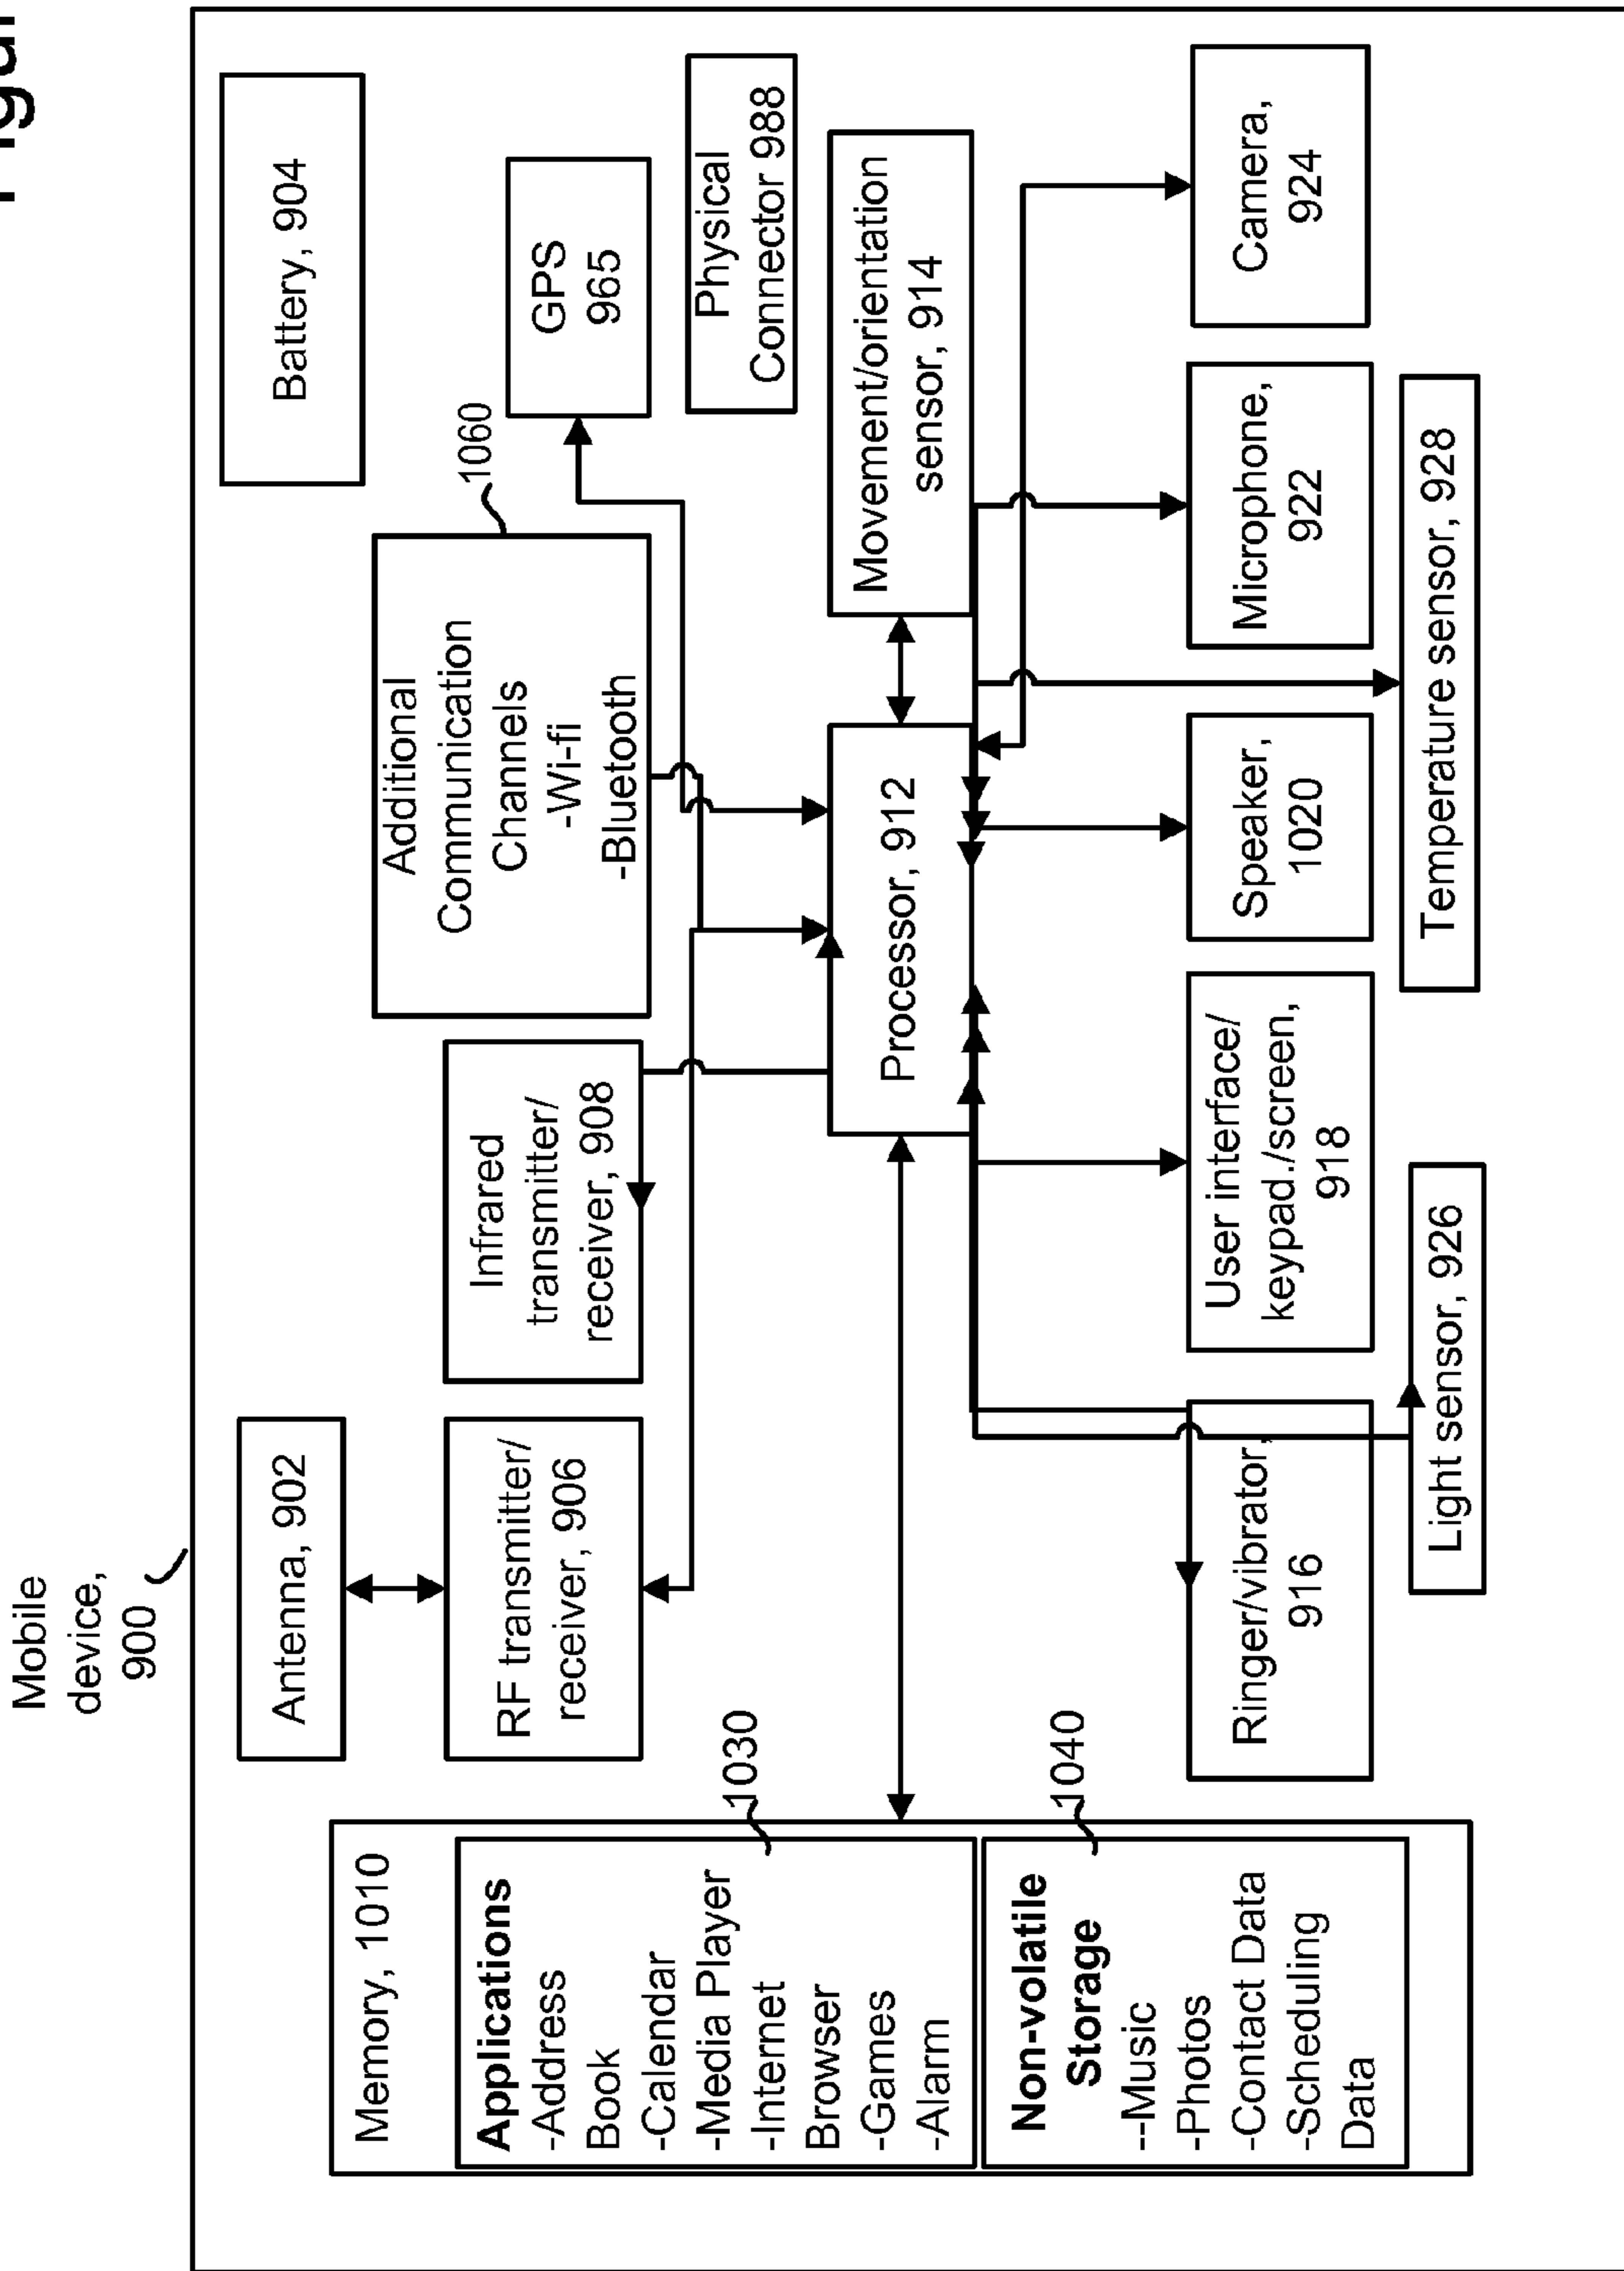 Mobile
device,
900
Memory, 1010
Applications
-Address
Book
-Calendar
-Media Player
-Internet
Browser
-Games
-Alarm
1030
Non-volatile
Storage
--Music
-Photos
-Contact Data
-Scheduling
Data
1040
Antenna, 902
RF transmitter/
receiver, 906
Infrared
transmitter/
receiver, 908
Additional
Communication
Channels
-Wi-fi
-Bluetooth
1060
Battery, 904
GPS
965
Physical
Connector 988
Processor, 912
Movement/orientation
sensor, 914
Ringer/vibrator,
916
User interface/
keypad./screen,
918
Speaker,
1020
Microphone,
922
Camera,
924
Light sensor, 926
Temperature sensor, 928